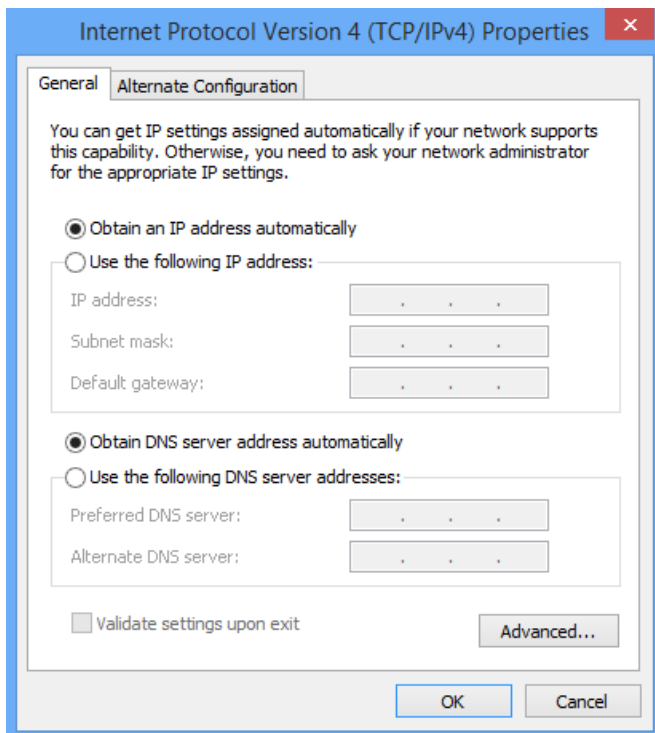 Internet Protocol Version 4 (TCP/IPv4) Properties
General
Alternate Configuration
You can get IP settings assigned automatically if your network supports
this capability. Otherwise, you need to ask your network administrator
for the appropriate IP settings.
Obtain an IP address automatically
Use the following IP address:
IP address:
Subnet mask:
Default gateway:
Obtain DNS server address automatically
Use the following DNS server addresses:
Preferred DNS server:
Alternate DNS server:
Validate settings upon exit
Advanced...
OK
Cancel